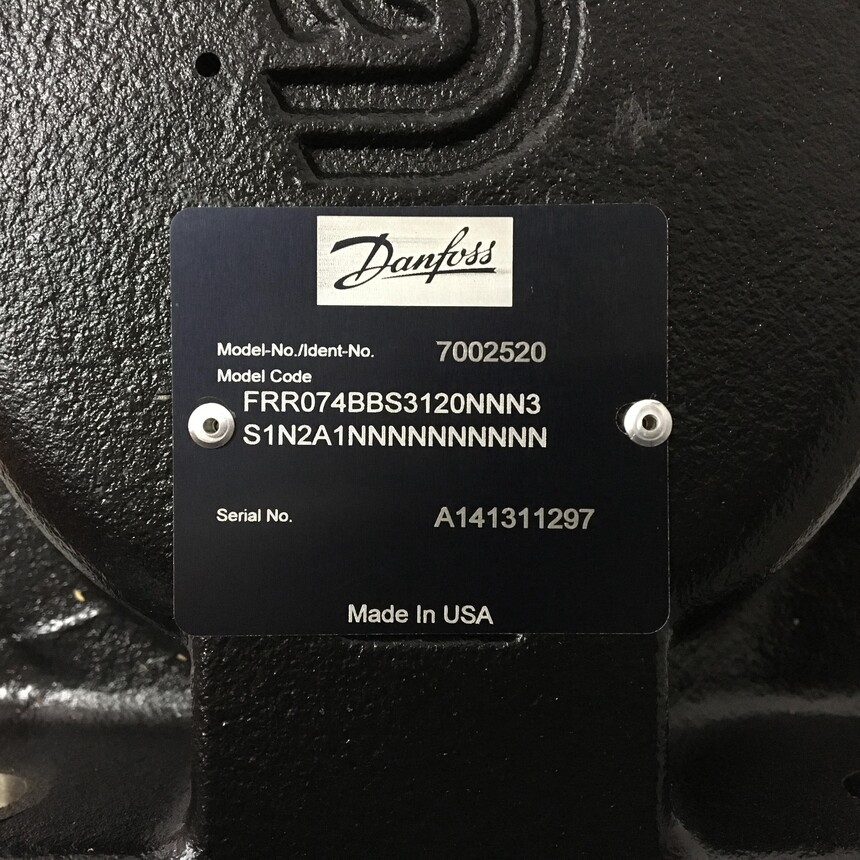 Danfoss
Model-No./Ident-No. 7002520
Model Code
FRR074BBS3120NNN3
S1N2A1NNNNNNNNNN
Serial No. A141311297
Made In USA